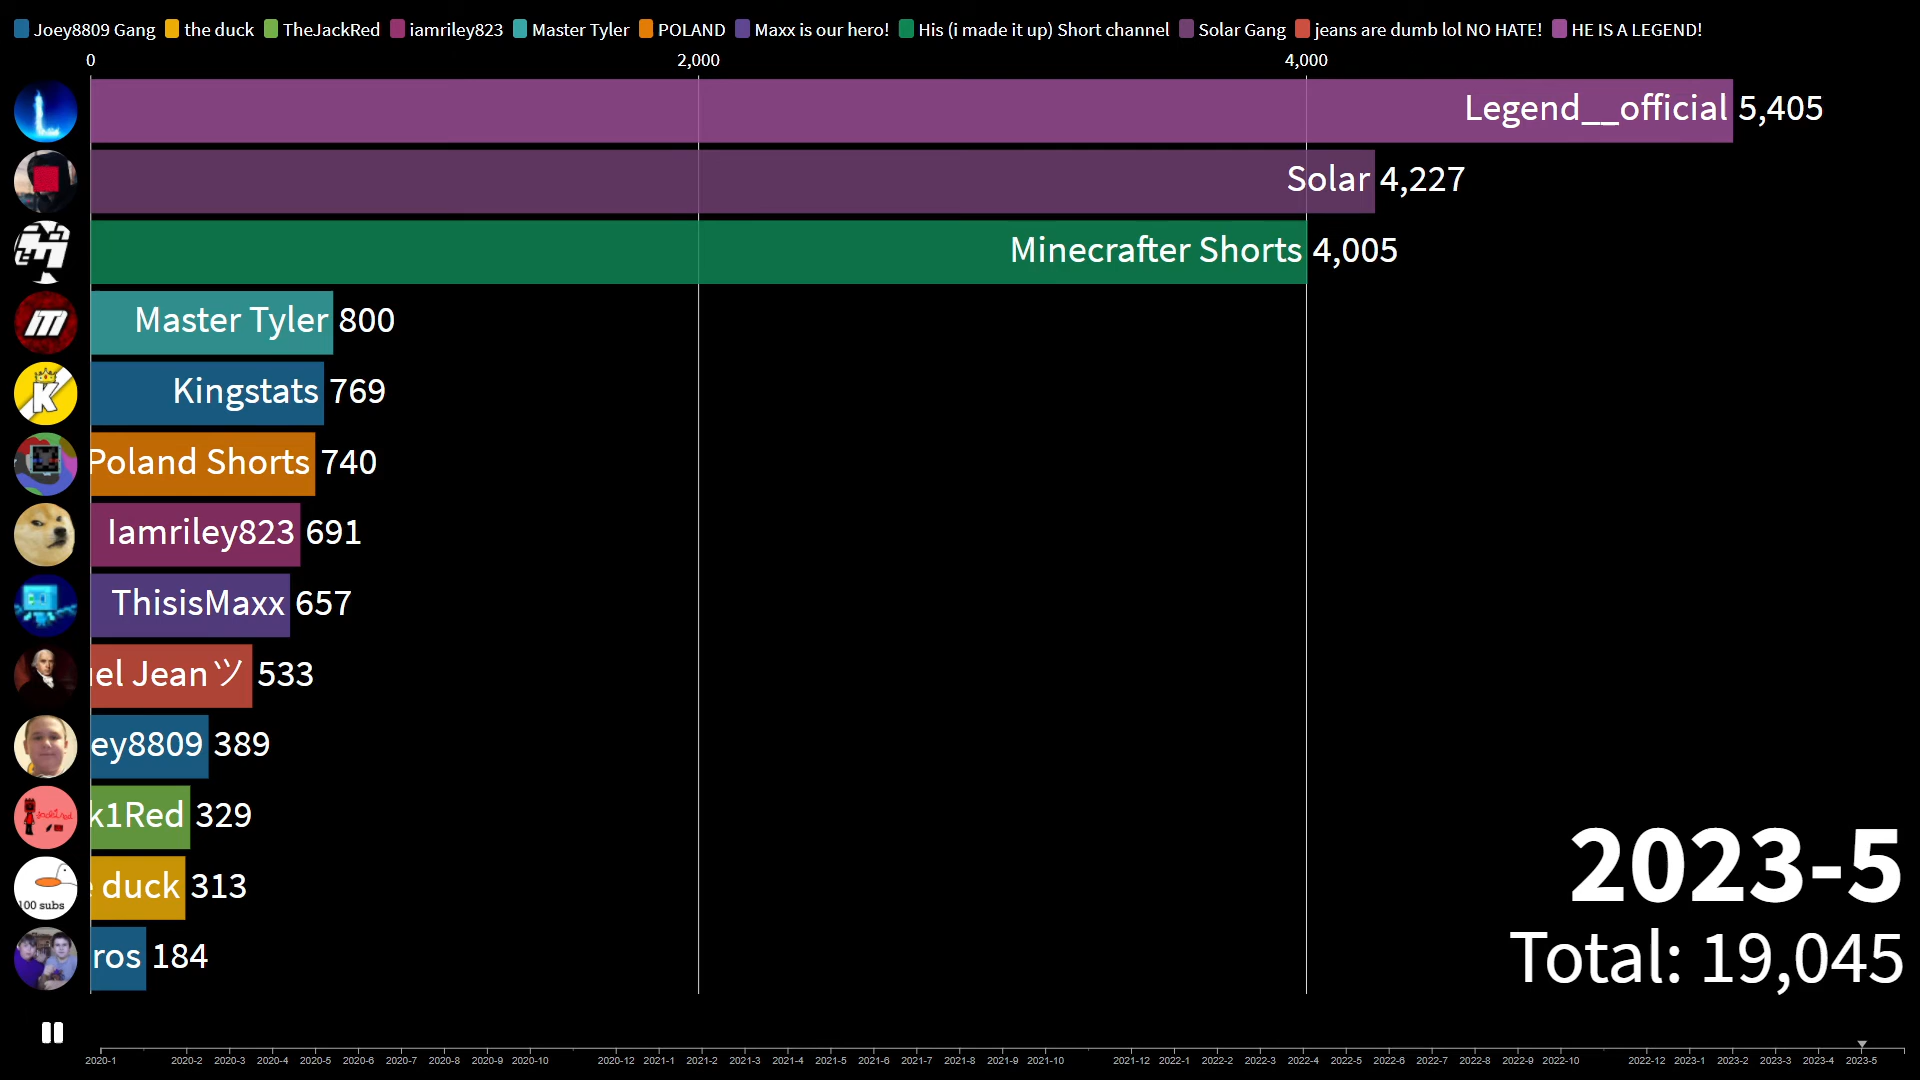 Joey8809 Gang the duck TheJackRed iamriley823 Master Tyler POLAND Maxx is our hero! His (i made it up) Short channel Solar Gang jeans are dumb lol NO HATE! HE IS A LEGEND!
0 2,000 4,000
Legend__official 5,405
Solar 4,227
Minecrafter Shorts 4,005
Master Tyler 800
Kingstats 769
Poland Shorts 740
Iamriley823 691
ThisisMaxx 657
uel Jeanツ 533
ey8809 389
k1Red 329
e duck 313
100 subs
ros 184
2023-5
Total: 19,045
2020-1 2020-2 2020-3 2020-4 2020-5 2020-6 2020-7 2020-8 2020-9 2020-10 2020-12 2021-1 2021-2 2021-3 2021-4 2021-5 2021-6 2021-7 2021-8 2021-9 2021-10 2021-12 2022-1 2022-2 2022-3 2022-4 2022-5 2022-6 2022-7 2022-8 2022-9 2022-10 2022-12 2023-1 2023-2 2023-3 2023-4 2023-5